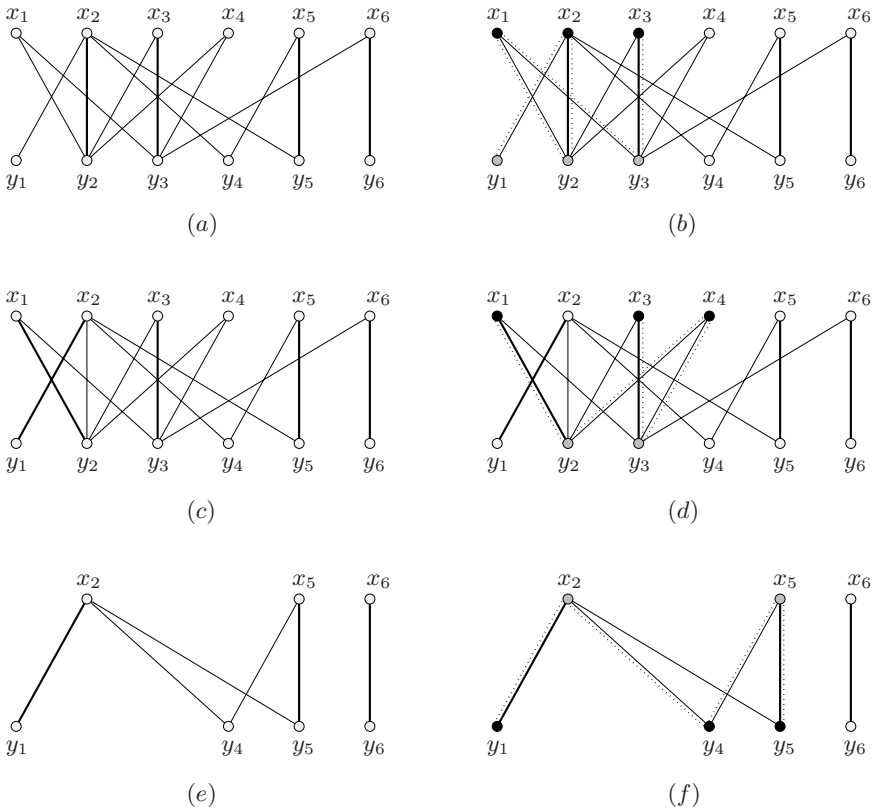 x₁ x₂ x₃ x₄ x₅ x₆
y₁ y₂ y₃ y₄ y₅ y₆
(a)
x₁ x₂ x₃ x₄ x₅ x₆
y₁ y₂ y₃ y₄ y₅ y₆
(b)
x₁ x₂ x₃ x₄ x₅ x₆
y₁ y₂ y₃ y₄ y₅ y₆
(c)
x₁ x₂ x₃ x₄ x₅ x₆
y₁ y₂ y₃ y₄ y₅ y₆
(d)
x₂ x₅ x₆
y₁ y₄ y₅ y₆
(e)
x₂ x₅ x₆
y₁ y₄ y₅ y₆
(f)